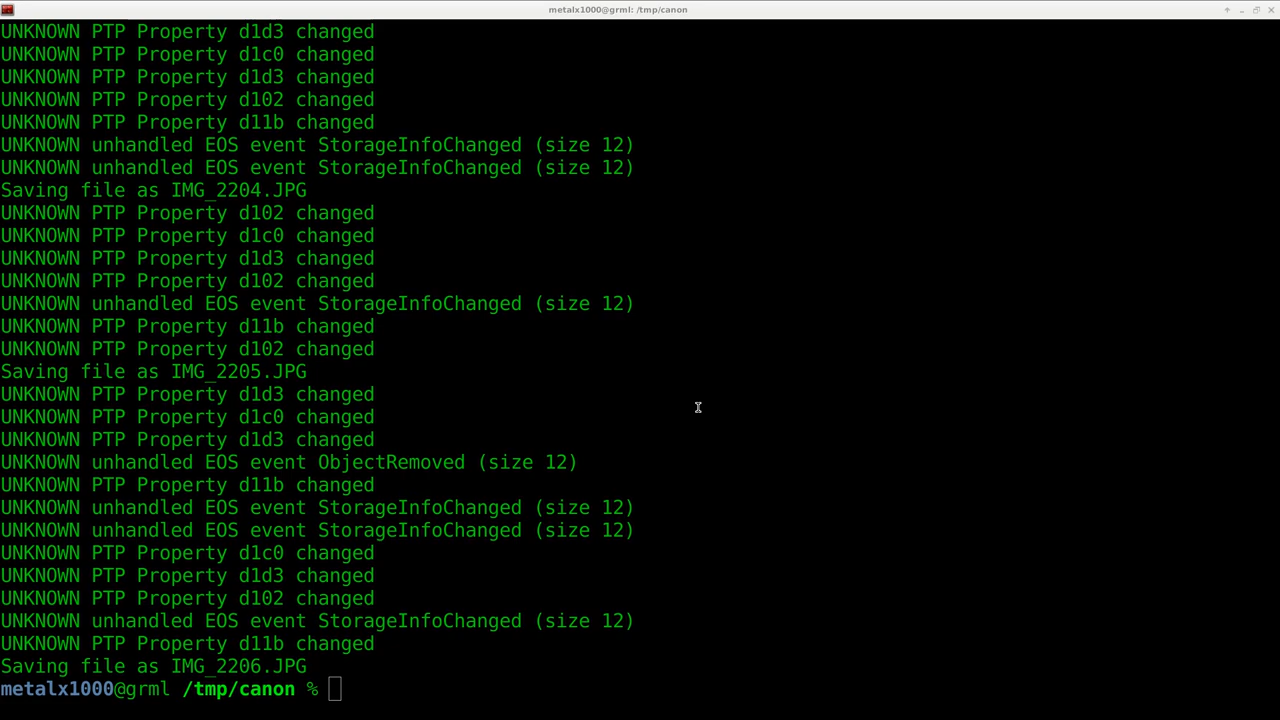 metalx1000@grml: /tmp/canon
UNKNOWN PTP Property d1d3 changed
UNKNOWN PTP Property d1c0 changed
UNKNOWN PTP Property d1d3 changed
UNKNOWN PTP Property d102 changed
UNKNOWN PTP Property d11b changed
UNKNOWN unhandled EOS event StorageInfoChanged (size 12)
UNKNOWN unhandled EOS event StorageInfoChanged (size 12)
Saving file as IMG_2204.JPG
UNKNOWN PTP Property d102 changed
UNKNOWN PTP Property d1c0 changed
UNKNOWN PTP Property d1d3 changed
UNKNOWN PTP Property d102 changed
UNKNOWN unhandled EOS event StorageInfoChanged (size 12)
UNKNOWN PTP Property d11b changed
UNKNOWN PTP Property d102 changed
Saving file as IMG_2205.JPG
UNKNOWN PTP Property d1d3 changed
UNKNOWN PTP Property d1c0 changed
UNKNOWN PTP Property d1d3 changed
UNKNOWN unhandled EOS event ObjectRemoved (size 12)
UNKNOWN PTP Property d11b changed
UNKNOWN unhandled EOS event StorageInfoChanged (size 12)
UNKNOWN unhandled EOS event StorageInfoChanged (size 12)
UNKNOWN PTP Property d1c0 changed
UNKNOWN PTP Property d1d3 changed
UNKNOWN PTP Property d102 changed
UNKNOWN unhandled EOS event StorageInfoChanged (size 12)
UNKNOWN PTP Property d11b changed
Saving file as IMG_2206.JPG
metalx1000@grml /tmp/canon %